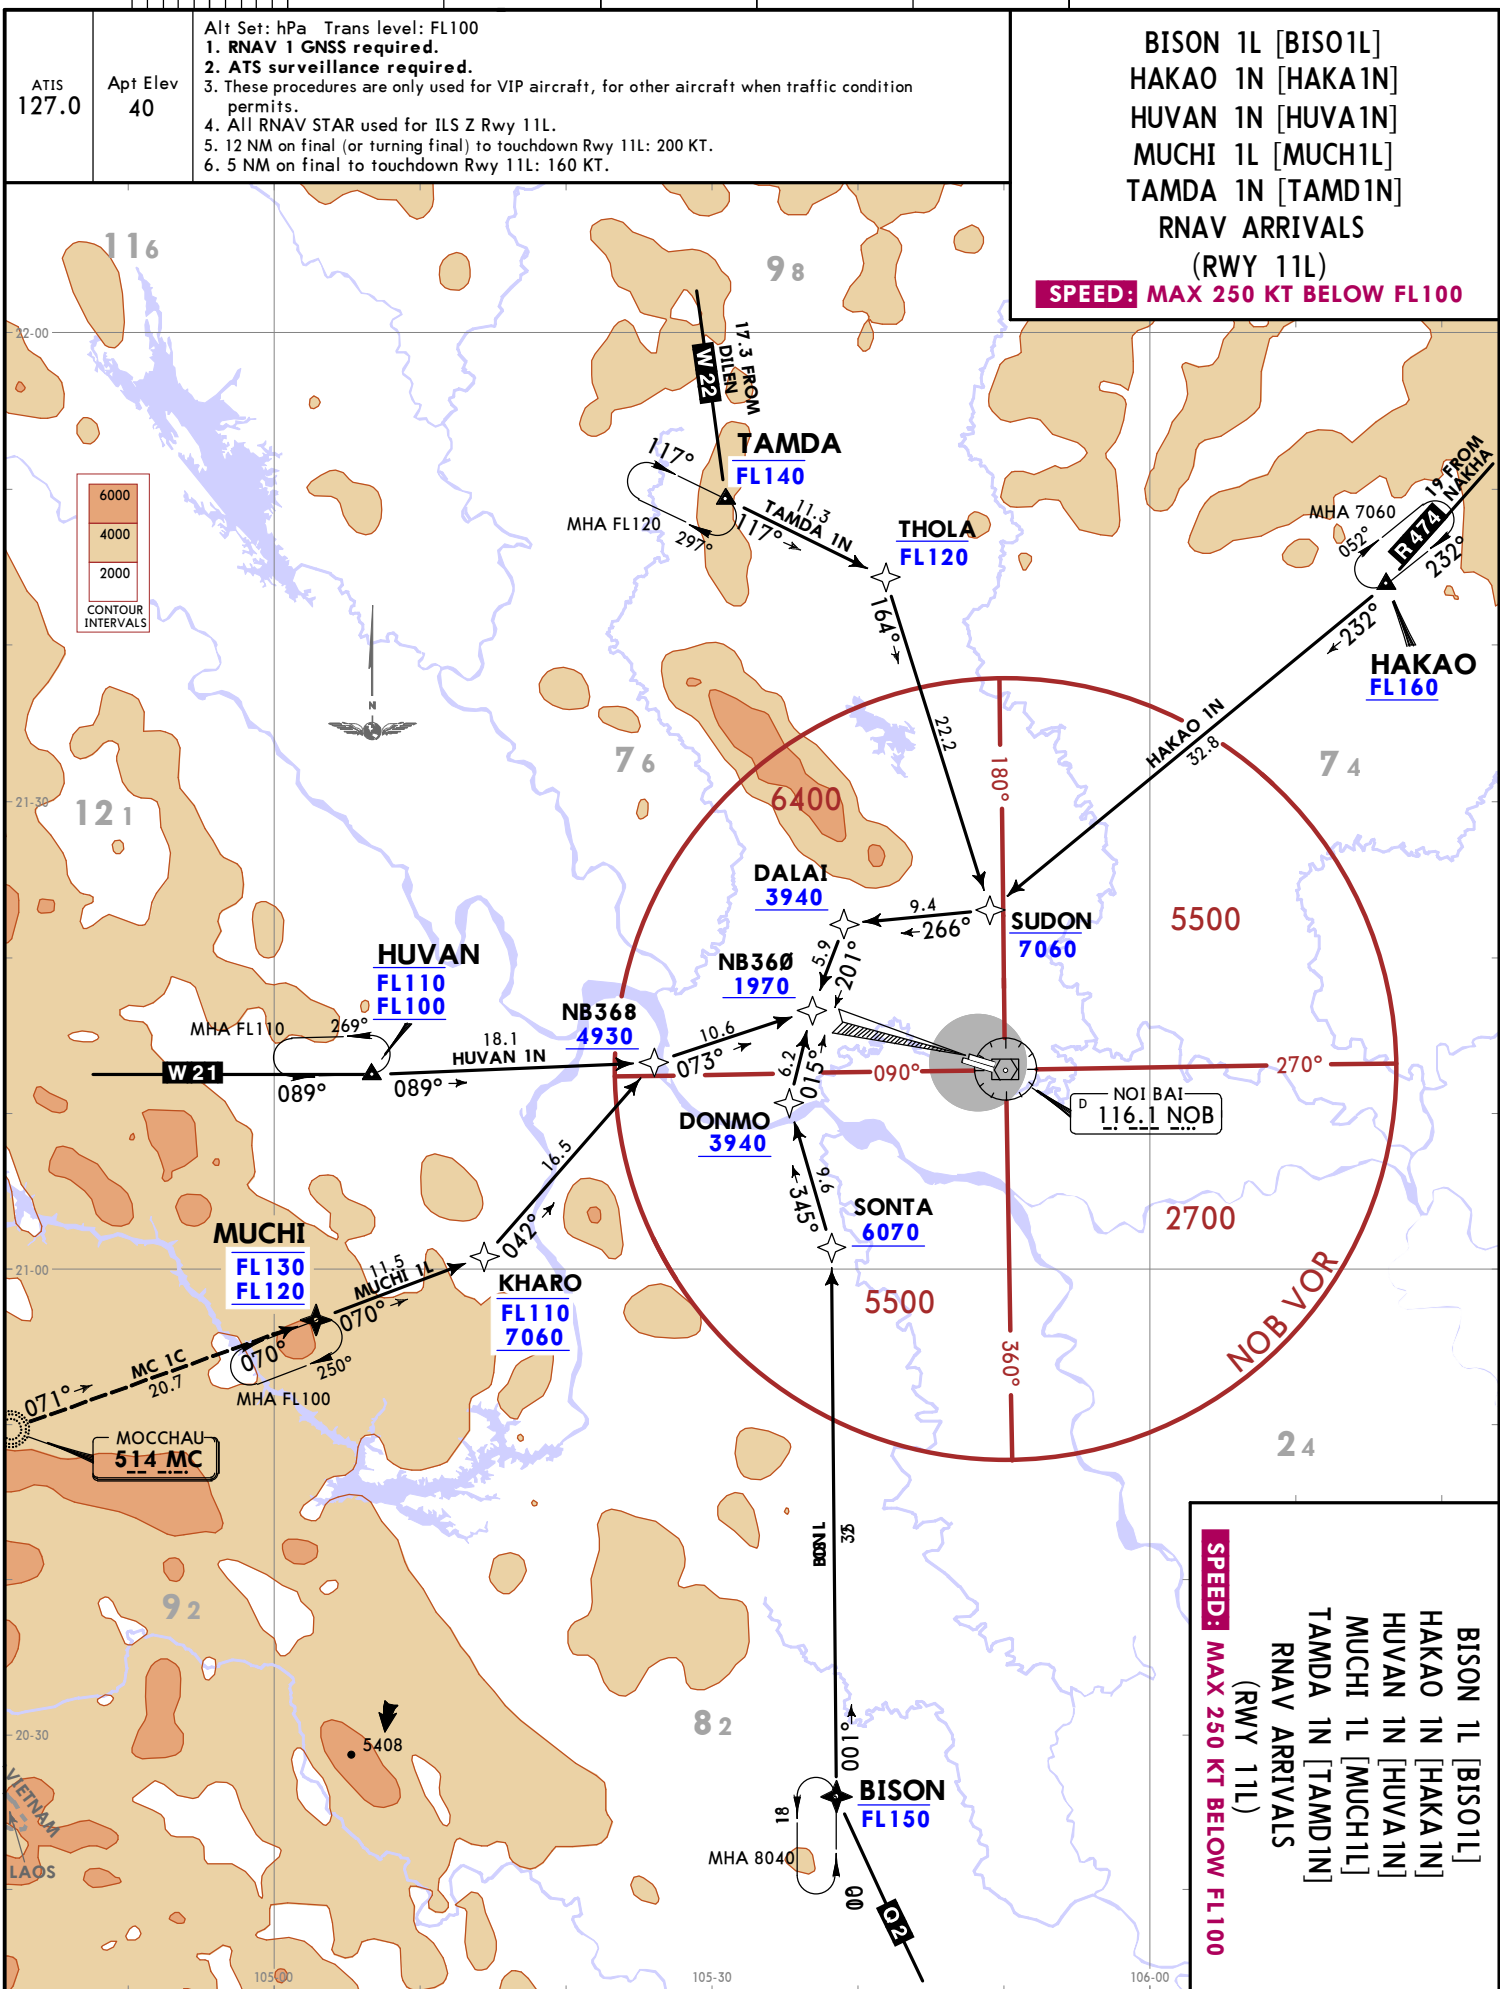 ATIS
127.0
Apt Elev
40
Alt Set: hPa Trans level: FL100
1. RNAV 1 GNSS required.
2. ATS surveillance required.
3. These procedures are only used for VIP aircraft, for other aircraft when traffic condition
permits.
4. All RNAV STAR used for ILS Z Rwy 11L.
5. 12 NM on final (or turning final) to touchdown Rwy 11L: 200 KT.
6. 5 NM on final to touchdown Rwy 11L: 160 KT.
BISON 1L [BISO1L]
HAKAO 1N [HAKA1N]
HUVAN 1N [HUVA1N]
MUCHI 1L [MUCH1L]
TAMDA 1N [TAMD1N]
RNAV ARRIVALS
(RWY 11L)
SPEED: MAX 250 KT BELOW FL100
116
98
22-00
W 22
17.3 FROM
DILEN
TAMDA
FL140
117°
MHA FL120
297°
117°
11.3
TAMDA 1N
THOLA
FL120
164°
22.2
19 FROM
NAKHA
MHA 7060
R 474
052°
232°
232°
HAKAO
FL160
HAKAO 1N
32.8
6000
4000
2000
CONTOUR
INTERVALS
N
76
74
180°
6400
21-30
121
DALAI
3940
9.4
266°
SUDON
7060
5500
5.9
201°
NB360
1970
HUVAN
FL110
FL100
MHA FL110
269°
W 21
089°
089°
18.1
HUVAN 1N
NB368
4930
10.6
073°
6.2
015°
090°
270°
NOI BAI
D
116.1 NOB
DONMO
3940
16.5
042°
9.6
345°
SONTA
6070
2700
5500
NOB VOR
360°
MUCHI
FL130
FL120
21-00
11.5
MUCHI 1L
070°
KHARO
FL110
7060
070°
250°
MHA FL100
071°
MC 1C
20.7
MOCCHAU
514 MC
24
92
82
5408
20-30
VIETNAM
LAOS
001°
BISON
FL150
18
MHA 8040
Q 2
105-00
105-30
106-00
BISON 1L [BISO1L]
HAKAO 1N [HAKA1N]
HUVAN 1N [HUVA1N]
MUCHI 1L [MUCH1L]
TAMDA 1N [TAMD1N]
RNAV ARRIVALS
(RWY 11L)
SPEED: MAX 250 KT BELOW FL100